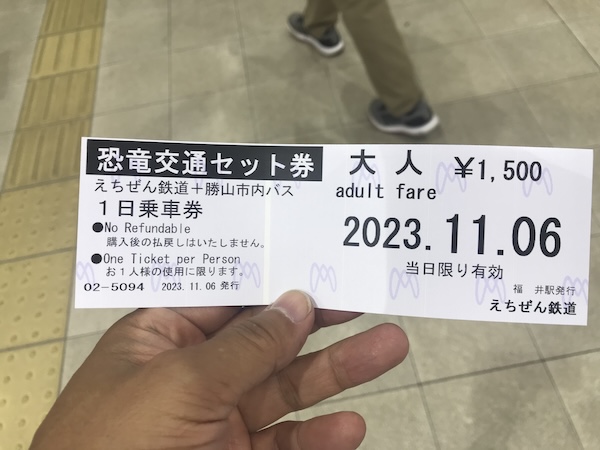 恐竜交通セット券
えちぜん鉄道＋勝山市内バス
１日乗車券
●No Refundable
購入後の払戻しはいたしません。
●One Ticket per Person
お１人様の使用に限ります。
02-5094 2023.11.06 発行
大人 ￥1,500
adult fare
2023.11.06
当日限り有効
福井駅発行
えちぜん鉄道